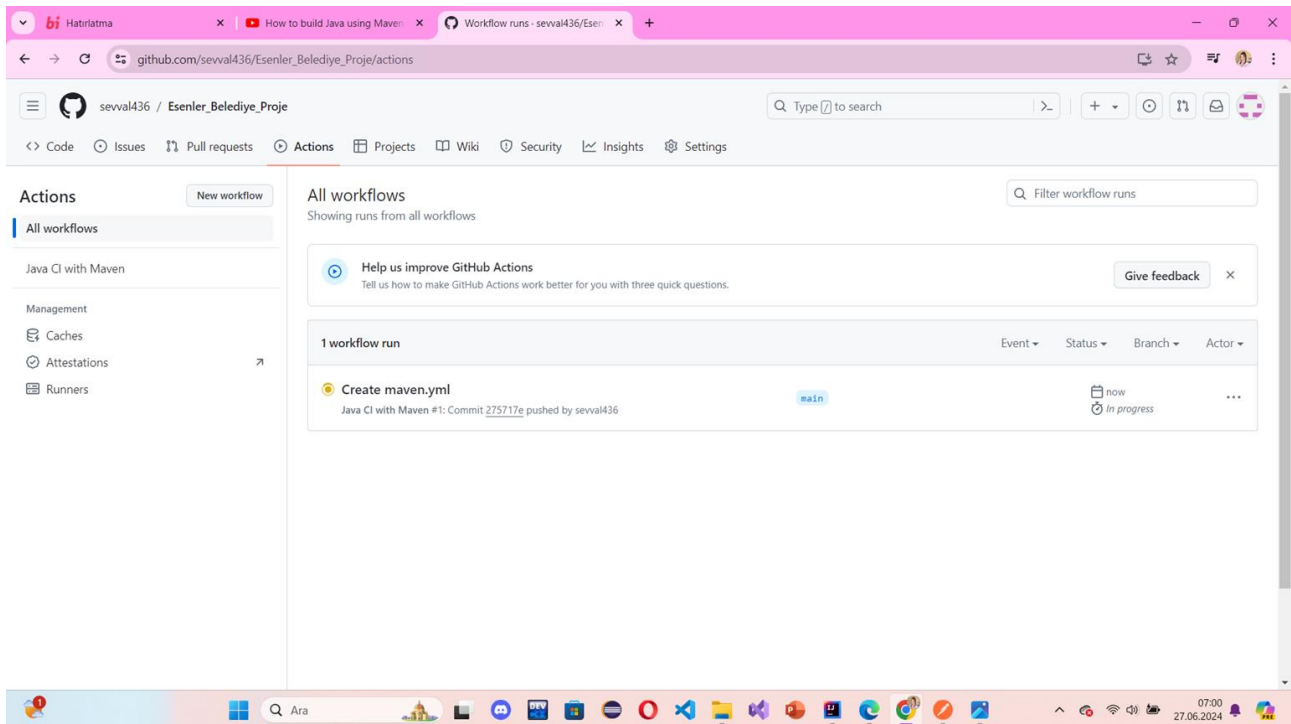 bi Hatırlatma
How to build Java using Maven
Workflow runs · sevval436/Esen
github.com/sevval436/Esenler_Belediye_Proje/actions
sevval436 / Esenler_Belediye_Proje
Type / to search
Code Issues Pull requests Actions Projects Wiki Security Insights Settings
Actions
New workflow
All workflows
Java CI with Maven
Management
Caches
Attestations
Runners
All workflows
Showing runs from all workflows
Filter workflow runs
Help us improve GitHub Actions
Tell us how to make GitHub Actions work better for you with three quick questions.
Give feedback
1 workflow run
Event Status Branch Actor
Create maven.yml
Java CI with Maven #1: Commit 275717e pushed by sevval436
main
now
In progress
1
Ara
DEV
PRE
07:00
27.06.2024